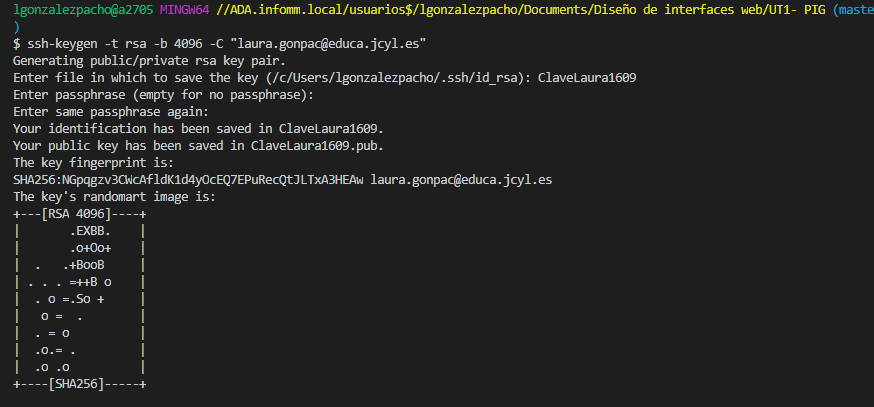 lgonzalezpacho@a2705 MINGW64 //ADA.infomm.local/usuarios$/lgonzalezpacho/Documents/Diseño de interfaces web/UT1- PIG (maste
)
$ ssh-keygen -t rsa -b 4096 -C "laura.gonpac@educa.jcyl.es"
Generating public/private rsa key pair.
Enter file in which to save the key (/c/Users/lgonzalezpacho/.ssh/id_rsa): ClaveLaura1609
Enter passphrase (empty for no passphrase):
Enter same passphrase again:
Your identification has been saved in ClaveLaura1609.
Your public key has been saved in ClaveLaura1609.pub.
The key fingerprint is:
SHA256:NGpqgzv3CWcAfldK1d4yOcEQ7EPuRecQtJLTxA3HEAw laura.gonpac@educa.jcyl.es
The key's randomart image is:
+---[RSA 4096]----+
|       .EXBB.    |
|       .o+Oo+    |
|  .   .+BooB     |
| . . . =++B o    |
|  . o =.So +     |
|   o =  .        |
|  . = o          |
|  .o.= .         |
|  .o .o          |
+----[SHA256]-----+